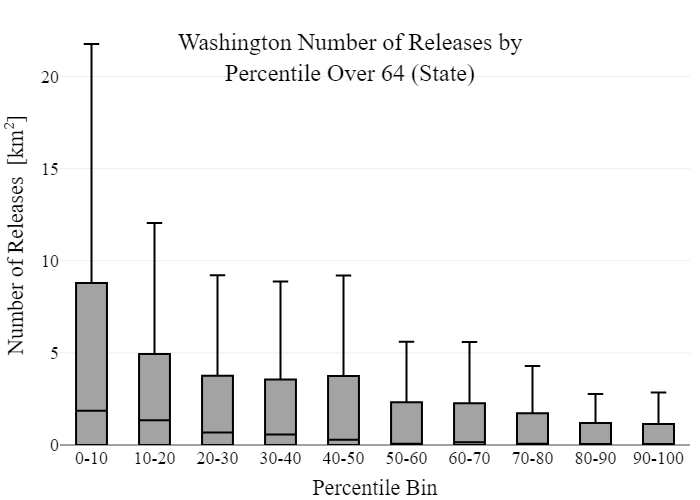 Washington Number of Releases by
Percentile Over 64 (State)
Number of Releases [km²]
20
15
10
5
0
0-10 10-20 20-30 30-40 40-50 50-60 60-70 70-80 80-90 90-100
Percentile Bin